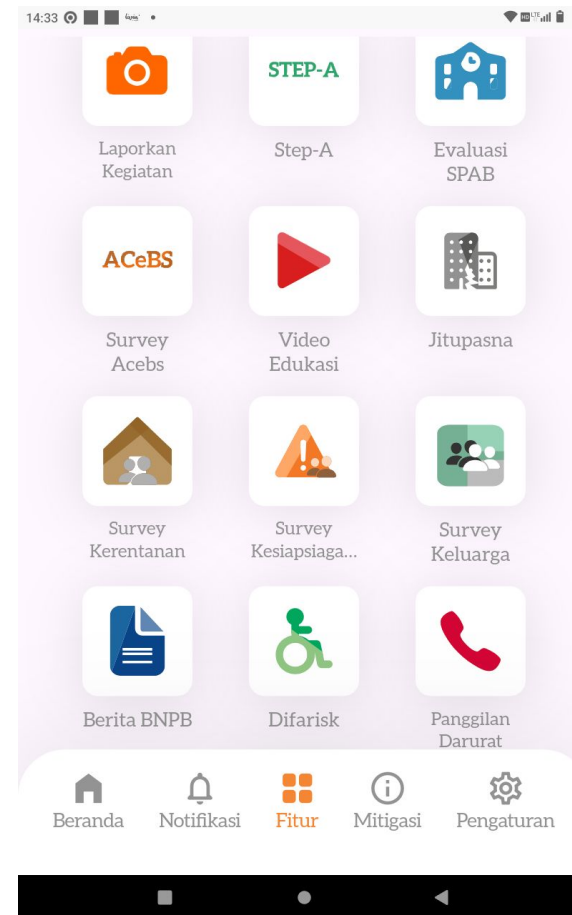 14:33
STEP-A
Laporkan
Kegiatan
Step-A
Evaluasi
SPAB
ACeBS
Survey
Acebs
Video
Edukasi
Jitupasna
Survey
Kerentanan
Survey
Kesiapsiaga...
Survey
Keluarga
Berita BNPB
Difarisk
Panggilan
Darurat
Beranda
Notifikasi
Fitur
Mitigasi
Pengaturan